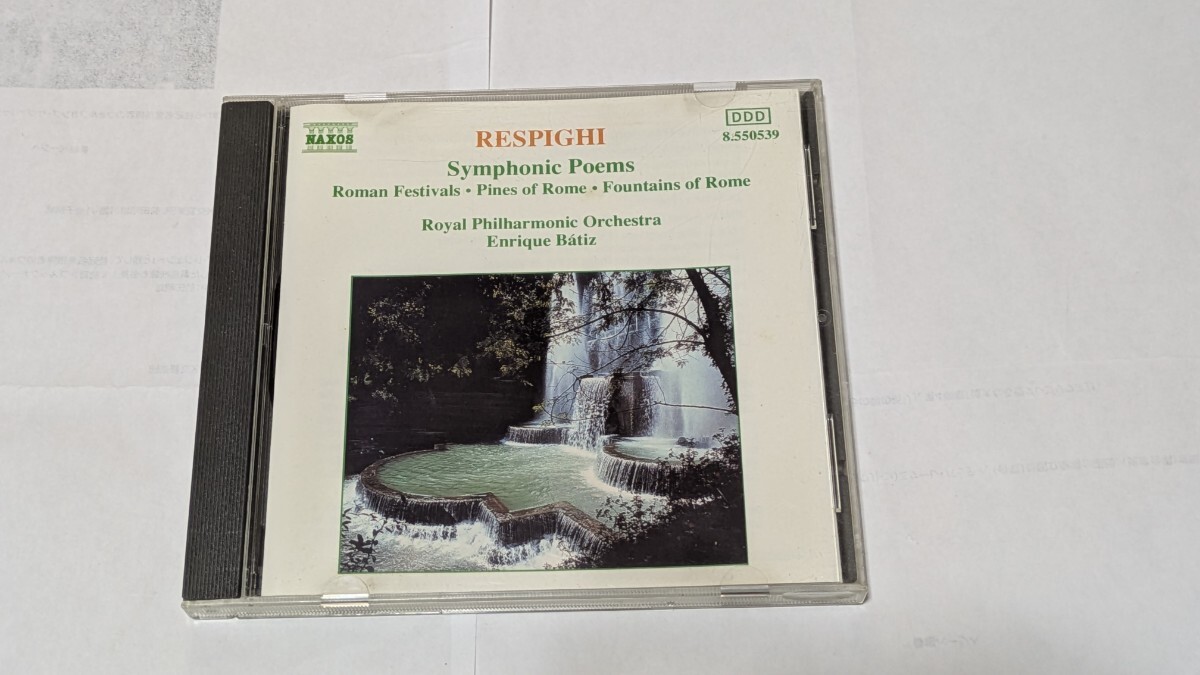 NAXOS
DDD
8.550539
RESPIGHI
Symphonic Poems
Roman Festivals • Pines of Rome • Fountains of Rome
Royal Philharmonic Orchestra
Enrique Bátiz